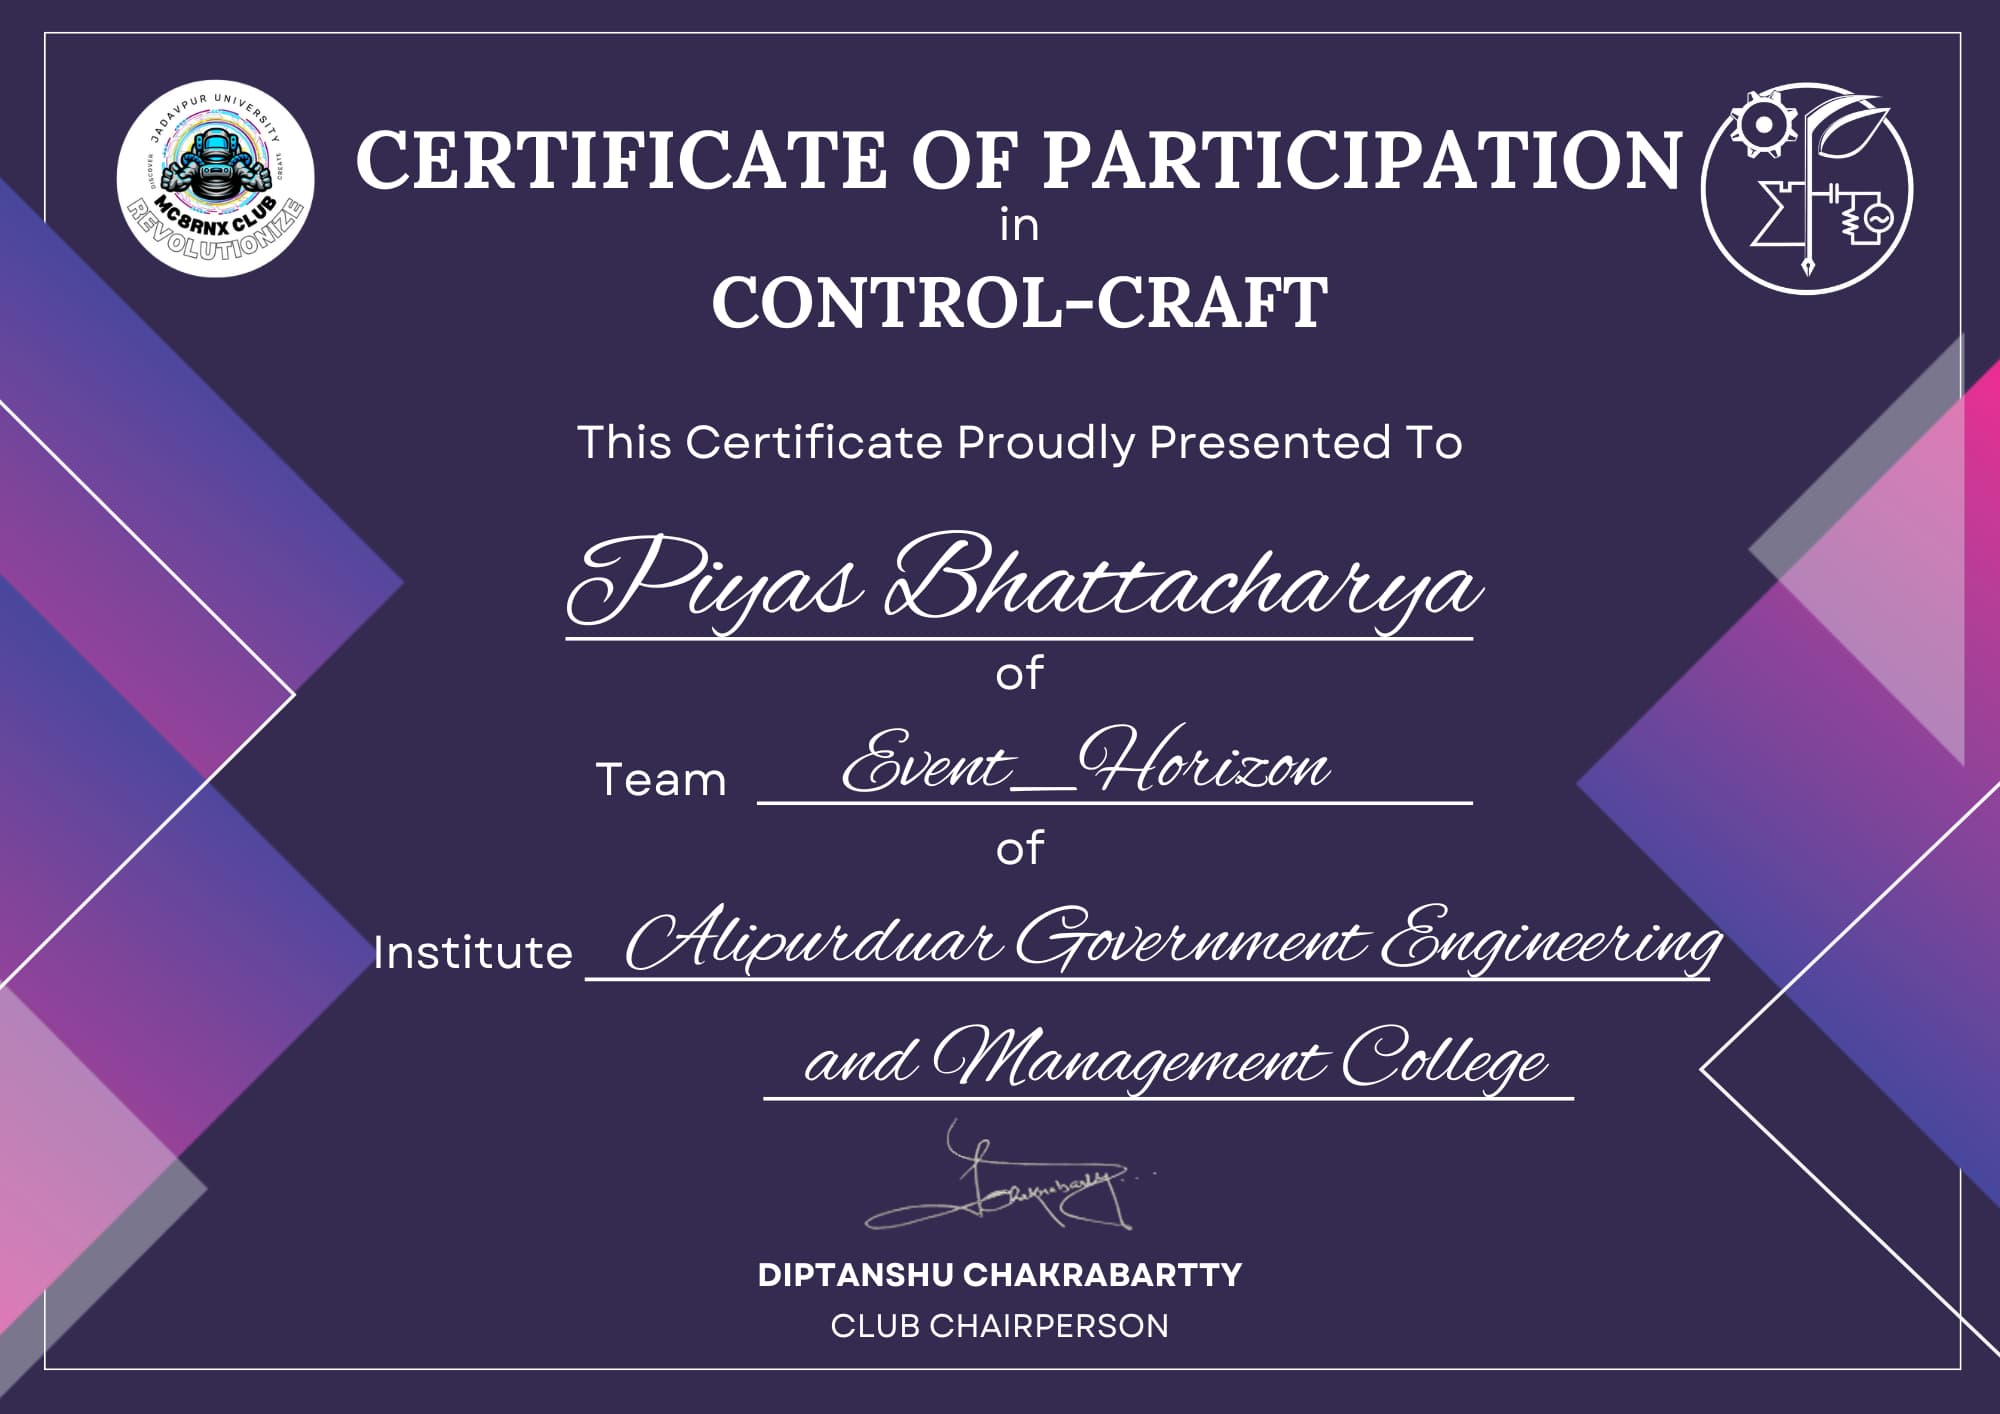 JADAVPUR UNIVERSITY
DISCOVER
CREATE
MC8RNX CLUB
REVOLUTIONIZE
CERTIFICATE OF PARTICIPATION
in
CONTROL-CRAFT
This Certificate Proudly Presented To
Piyas Bhattacharya
of
Team Event_Horizon
of
Institute Alipurduar Government Engineering
and Management College
Chakrabartty...
DIPTANSHU CHAKRABARTTY
CLUB CHAIRPERSON